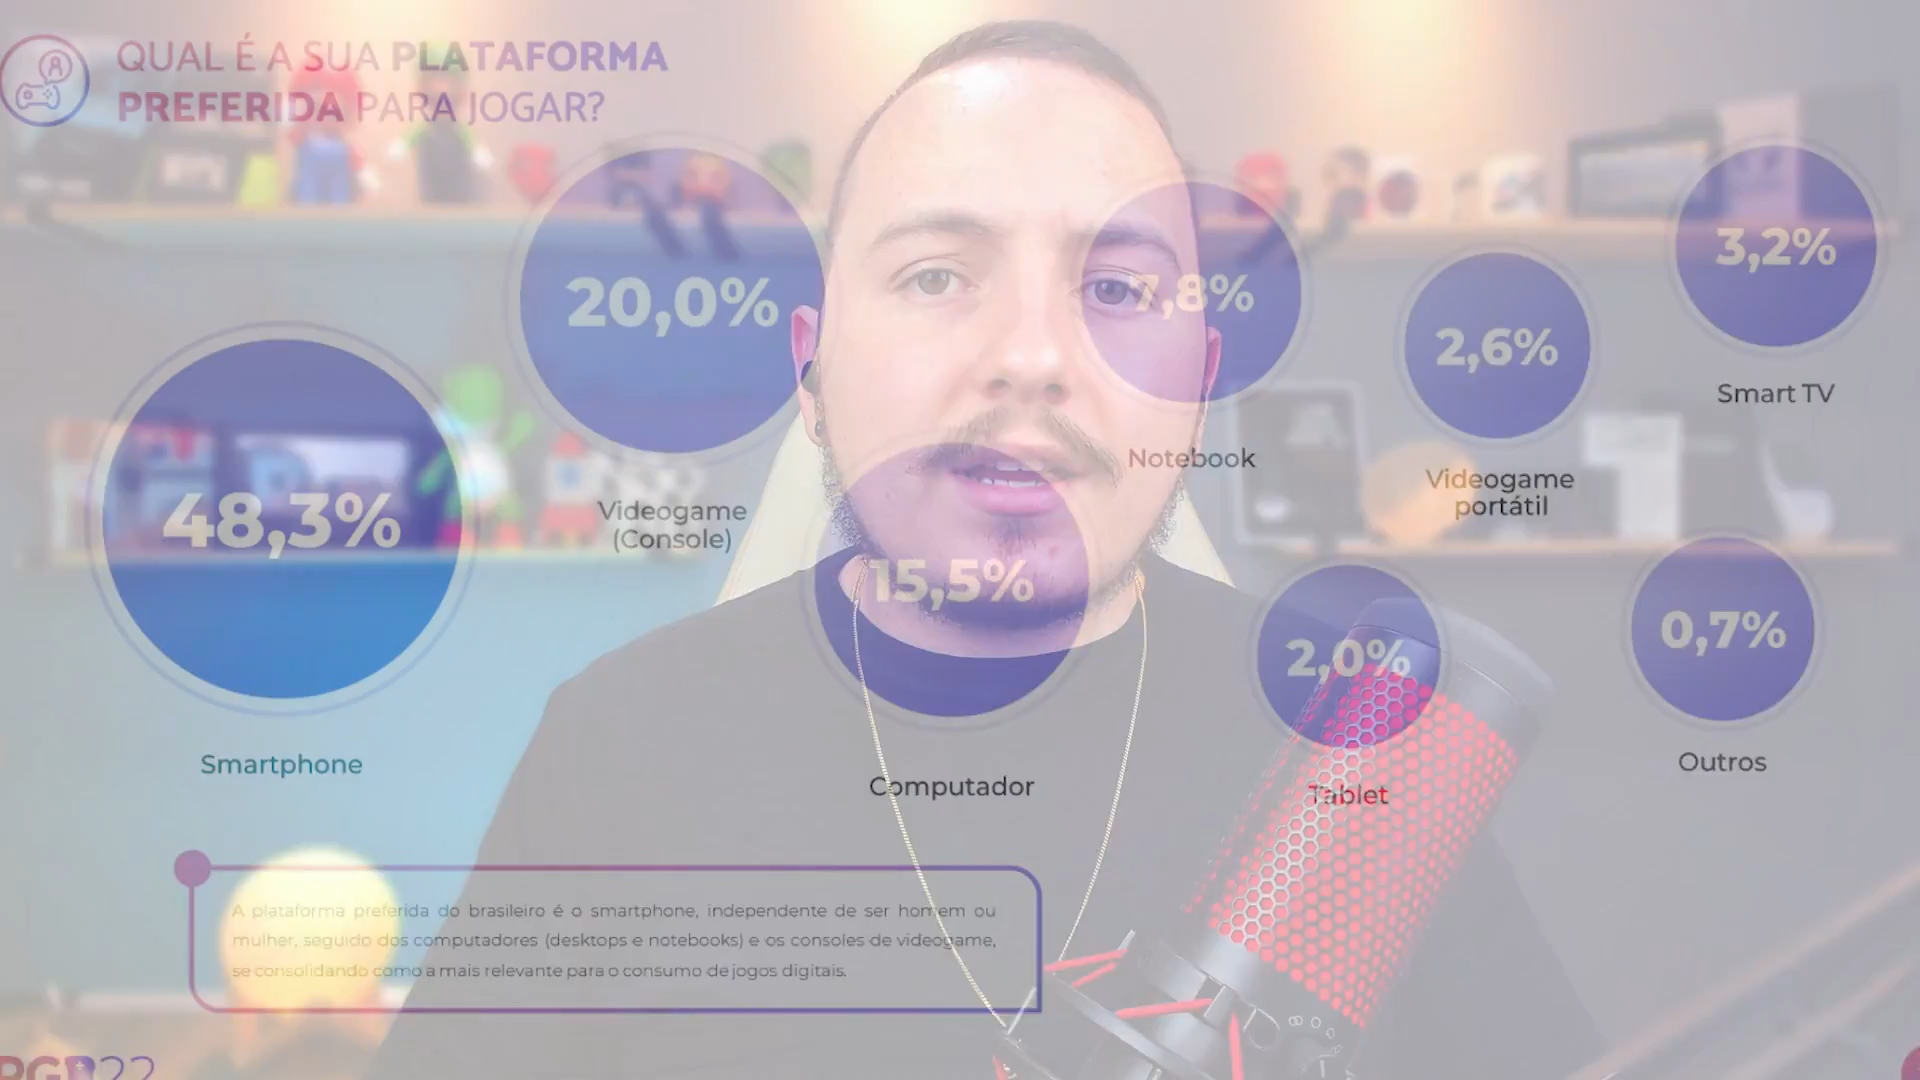 QUAL É A SUA PLATAFORMA
PREFERIDA PARA JOGAR?
48,3%
Smartphone
20,0%
Videogame
(Console)
15,5%
Computador
7,8%
Notebook
2,6%
Videogame
portátil
2,0%
Tablet
3,2%
Smart TV
0,7%
Outros
A plataforma preferida do brasileiro é o smartphone, independente de ser homem ou
mulher, seguido dos computadores (desktops e notebooks) e os consoles de videogame,
se consolidando como a mais relevante para o consumo de jogos digitais.
PGB22